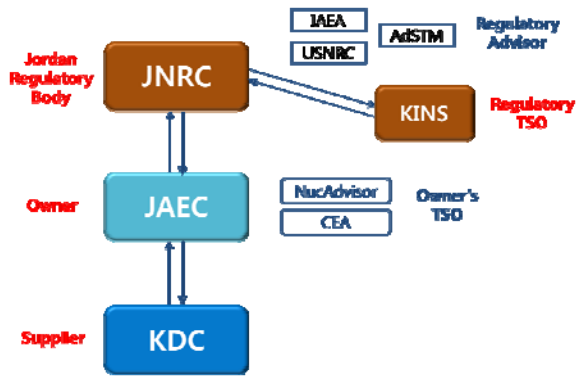 IAEA
Regulatory
Advisor
AdSTM
USNRC
Jordan
Regulatory
Body
JNRC
KINS
Regulatory
TSO
Owner
JAEC
NucAdvisor
CEA
Owner's
TSO
Supplier
KDC